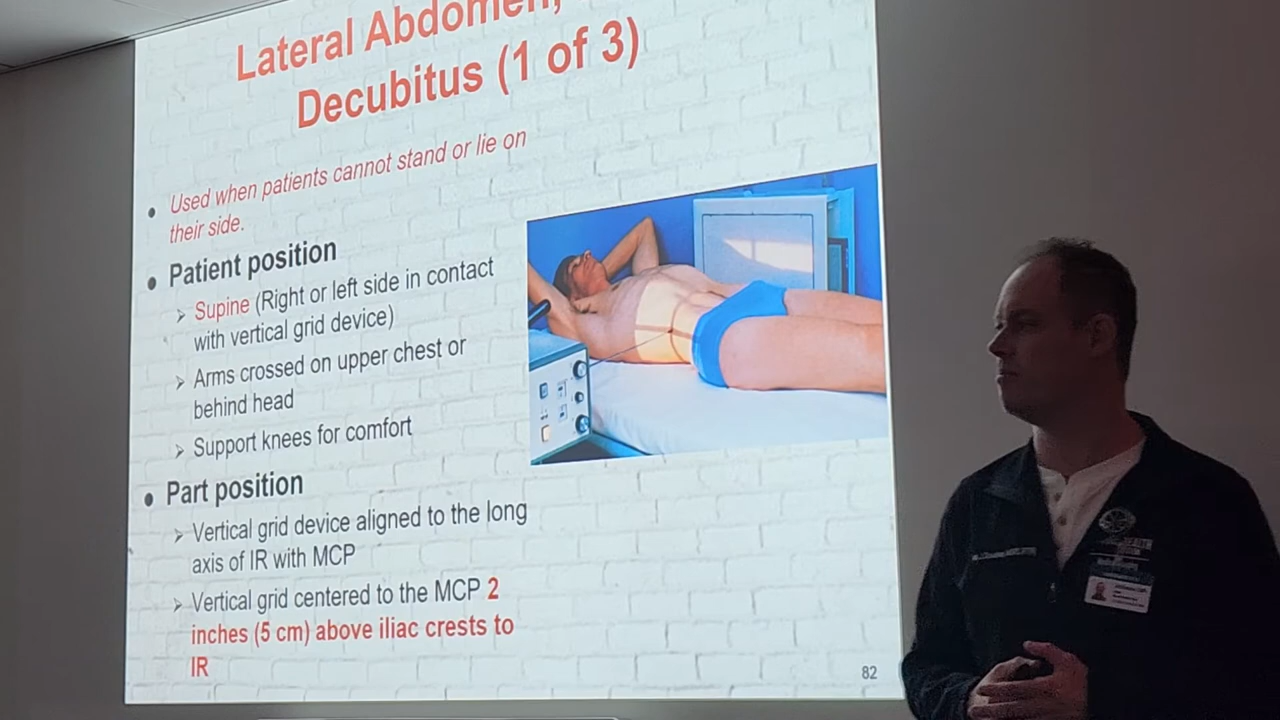 Lateral Abdomen,
Decubitus (1 of 3)
• Used when patients cannot stand or lie on
their side.
• Patient position
➢ Supine (Right or left side in contact
with vertical grid device)
➢ Arms crossed on upper chest or
behind head
➢ Support knees for comfort
• Part position
➢ Vertical grid device aligned to the long
axis of IR with MCP
➢ Vertical grid centered to the MCP 2
inches (5 cm) above iliac crests to
IR
82